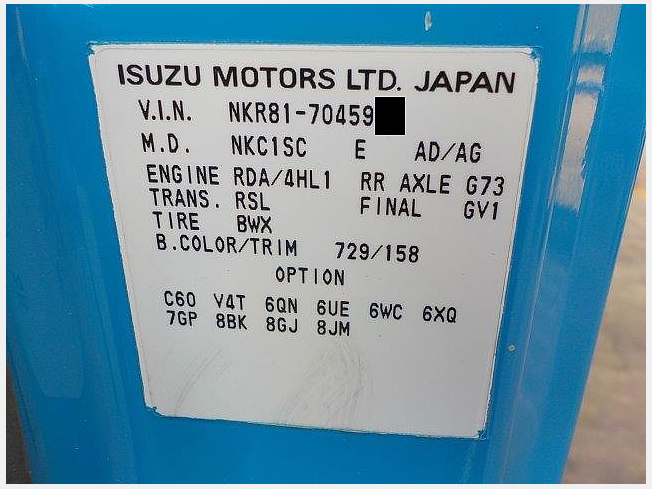 ISUZU MOTORS LTD. JAPAN
V.I.N. NKR81-70459
M.D. NKC1SC E AD/AG
ENGINE RDA/4HL1 RR AXLE G73
TRANS. RSL FINAL GV1
TIRE BWX
B.COLOR/TRIM 729/158
OPTION
C60 V4T 6QN 6UE 6WC 6XQ
7GP 8BK 8GJ 8JM